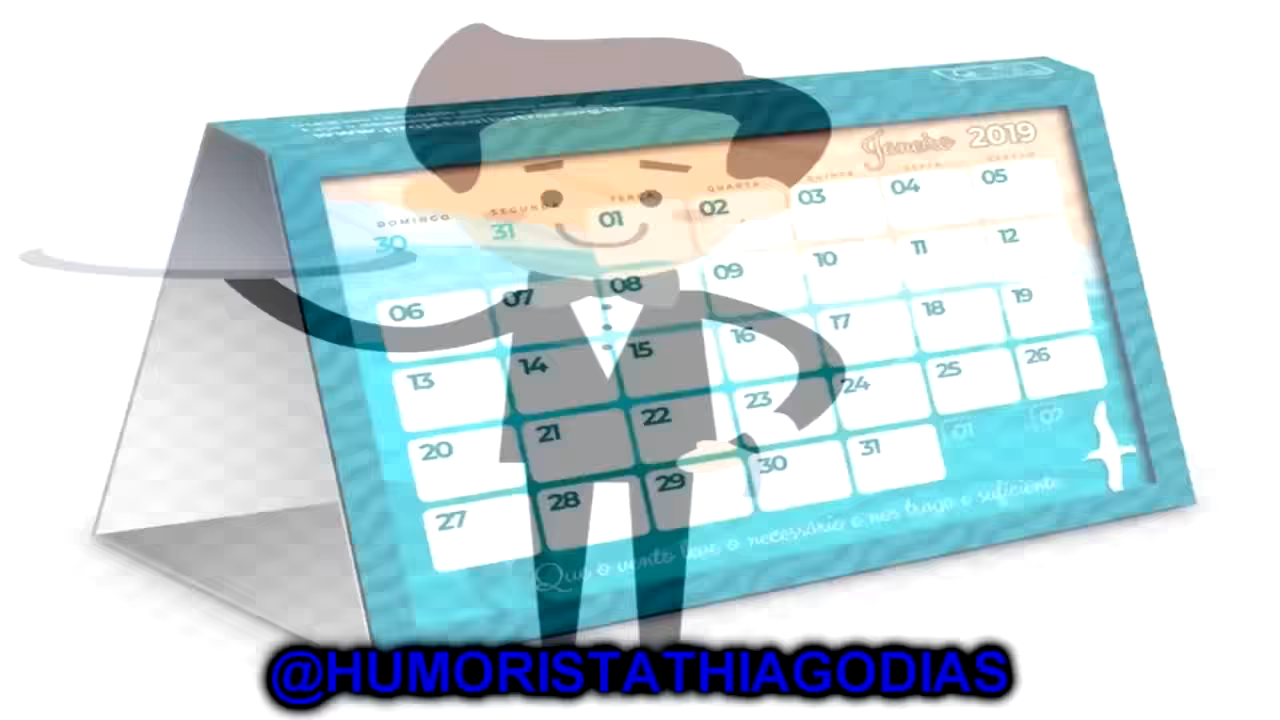 Janeiro 2019
DOMINGO SEGUNDA TERÇA QUARTA QUINTA SEXTA SÁBADO
30 31 01 02 03 04 05
06 07 08 09 10 11 12
13 14 15 16 17 18 19
20 21 22 23 24 25 26
27 28 29 30 31 01 02
Que o vento leve o necessário e nos traga o suficiente
@HUMORISTATHIAGODIAS